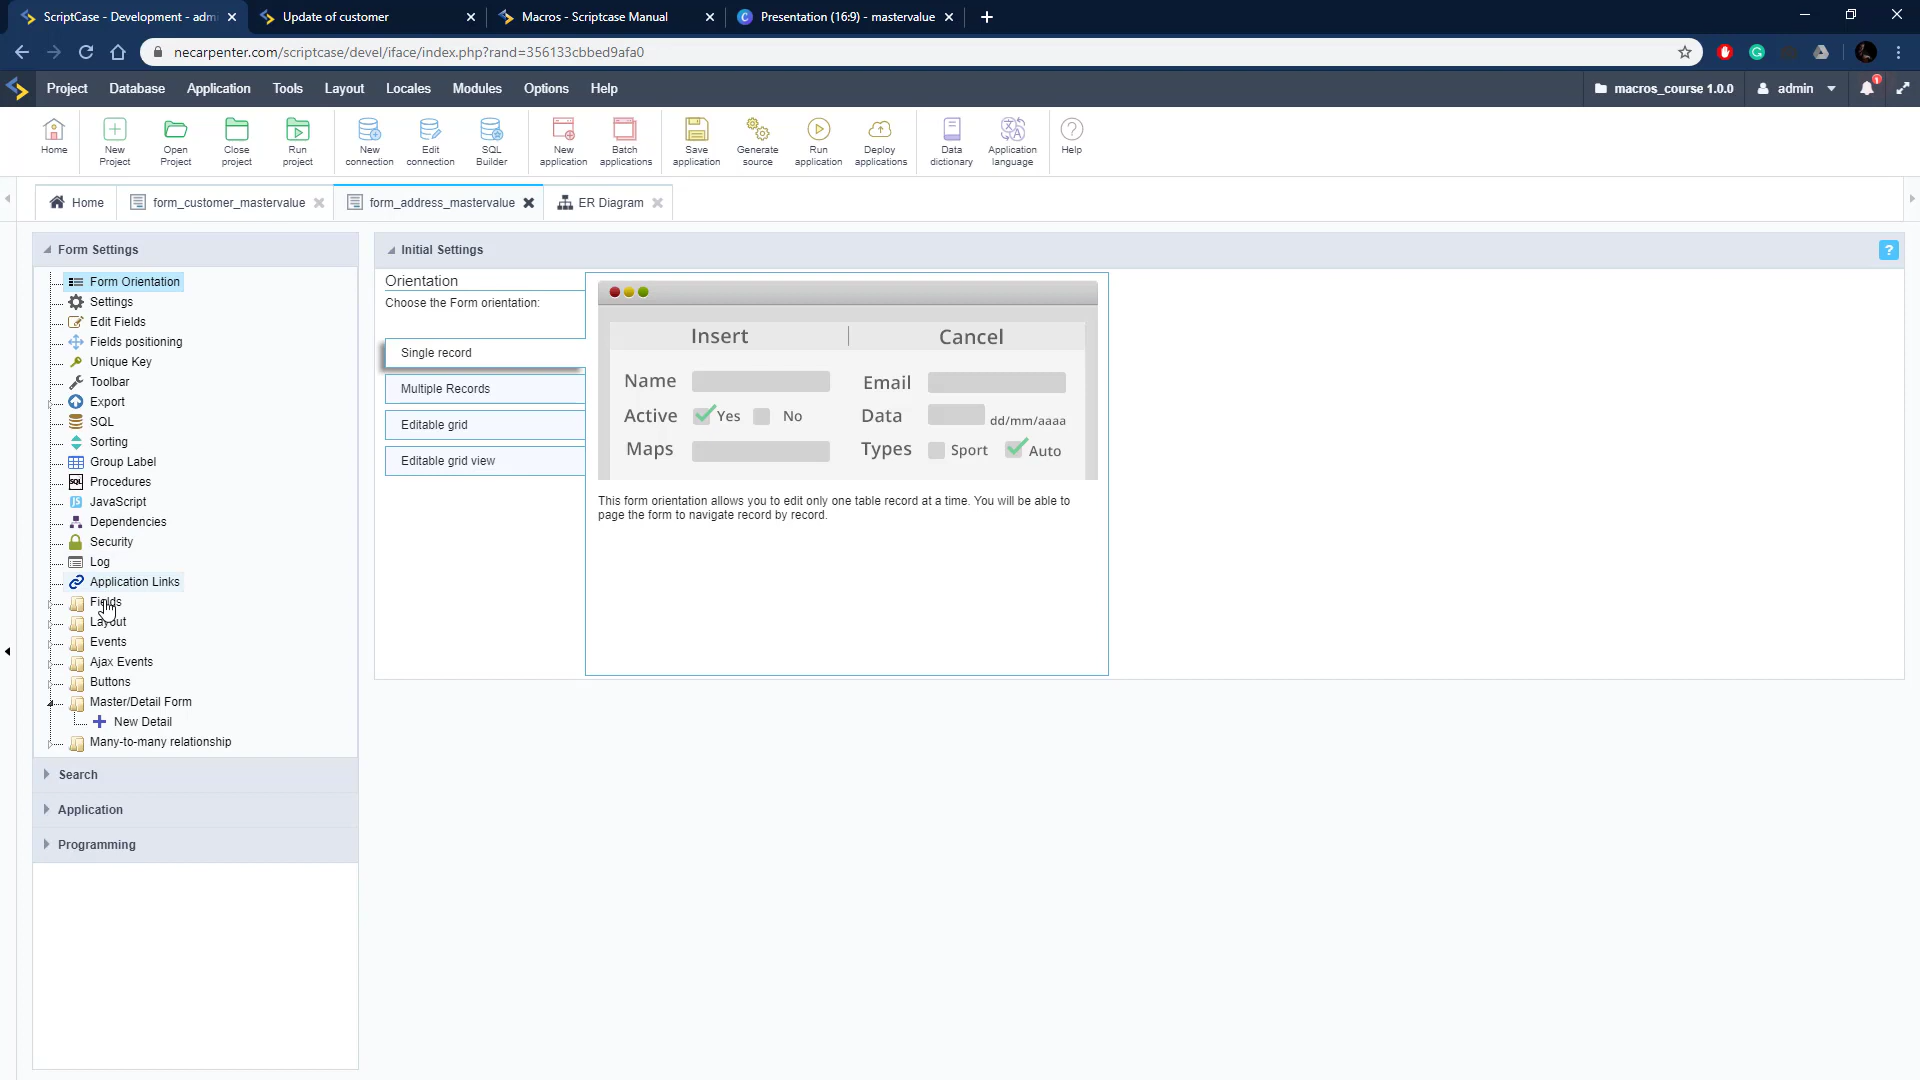 ScriptCase - Development - admi
Update of customer
Macros - Scriptcase Manual
Presentation (16:9) - mastervalue
necarpenter.com/scriptcase/devel/iface/index.php?rand=356133cbbed9afa0
Project Database Application Tools Layout Locales Modules Options Help
macros_course 1.0.0 admin 1
Home
New Project
Open Project
Close project
Run project
New connection
Edit connection
SQL Builder
New application
Batch applications
Save application
Generate source
Run application
Deploy applications
Data dictionary
Application language
Help
Home form_customer_mastervalue form_address_mastervalue ER Diagram
Form Settings
Form Orientation
Settings
Edit Fields
Fields positioning
Unique Key
Toolbar
Export
SQL
Sorting
Group Label
SQL Procedures
JS JavaScript
Dependencies
Security
Log
Application Links
Fields
Layout
Events
Ajax Events
Buttons
Master/Detail Form
New Detail
Many-to-many relationship
Search
Application
Programming
Initial Settings ?
Orientation
Choose the Form orientation:
Single record
Multiple Records
Editable grid
Editable grid view
Insert | Cancel
Name Email
Active Yes No Data dd/mm/aaaa
Maps Types Sport Auto
This form orientation allows you to edit only one table record at a time. You will be able to
page the form to navigate record by record.